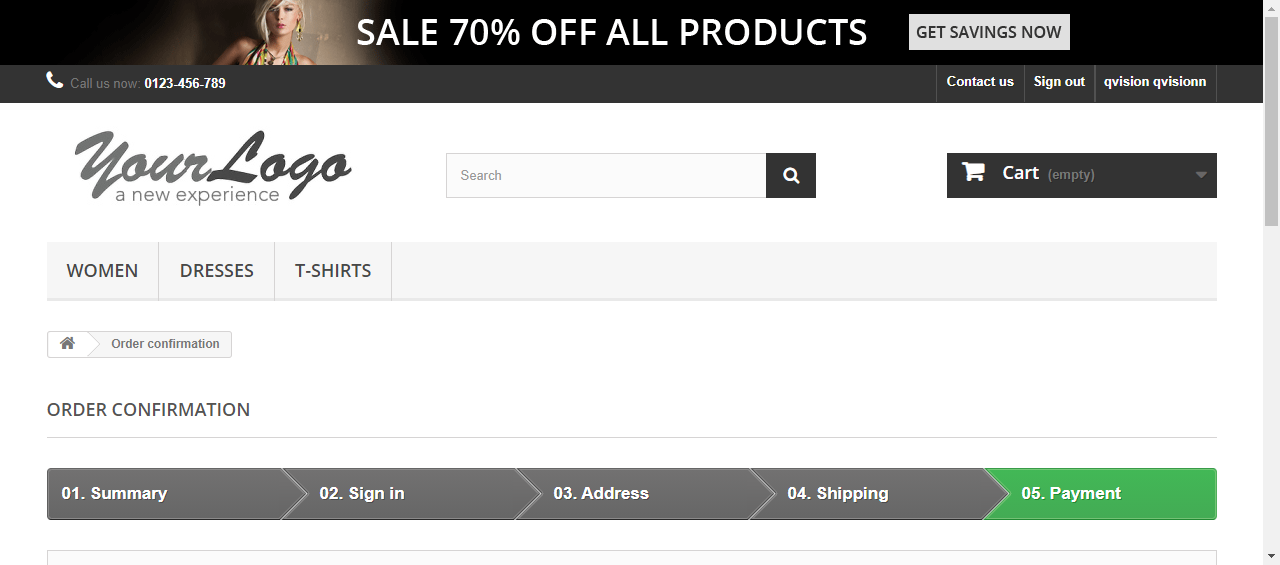 SALE 70% OFF ALL PRODUCTS GET SAVINGS NOW
Call us now: 0123-456-789 Contact us Sign out qvision qvisionn
YourLogo
a new experience
Search
Cart (empty)
WOMEN DRESSES T-SHIRTS
Order confirmation
ORDER CONFIRMATION
01. Summary 02. Sign in 03. Address 04. Shipping 05. Payment